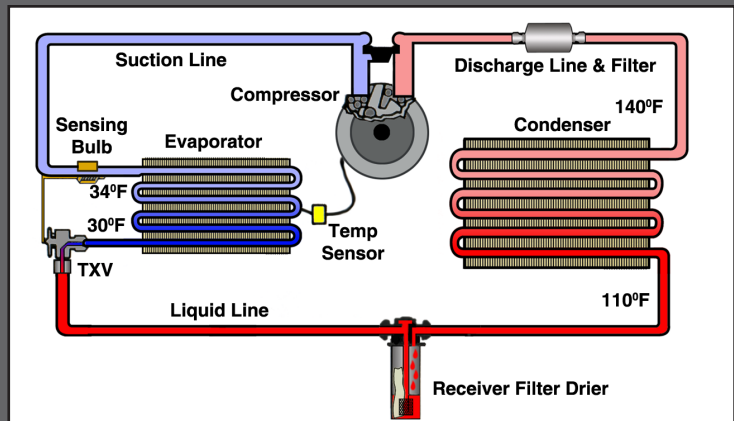 Suction Line
Discharge Line & Filter
Compressor
140⁰F
Sensing
Bulb
Evaporator
Condenser
34⁰F
30⁰F
Temp
Sensor
TXV
110⁰F
Liquid Line
Receiver Filter Drier